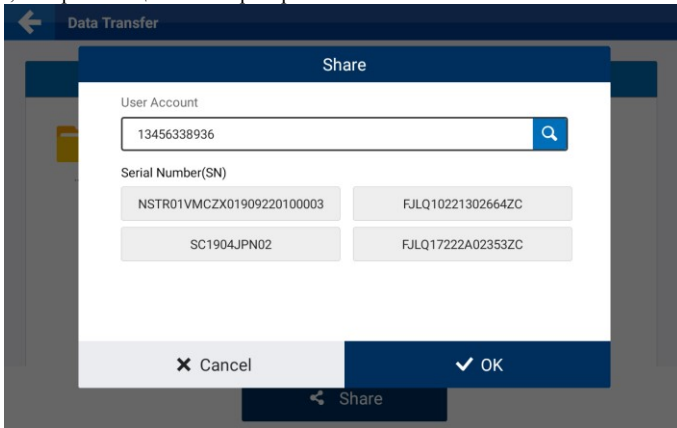 Data Transfer
Share
User Account
13456338936
Serial Number(SN)
NSTR01VMCZX01909220100003
FJLQ10221302664ZC
SC1904JPN02
FJLQ17222A02353ZC
Cancel
OK
Share